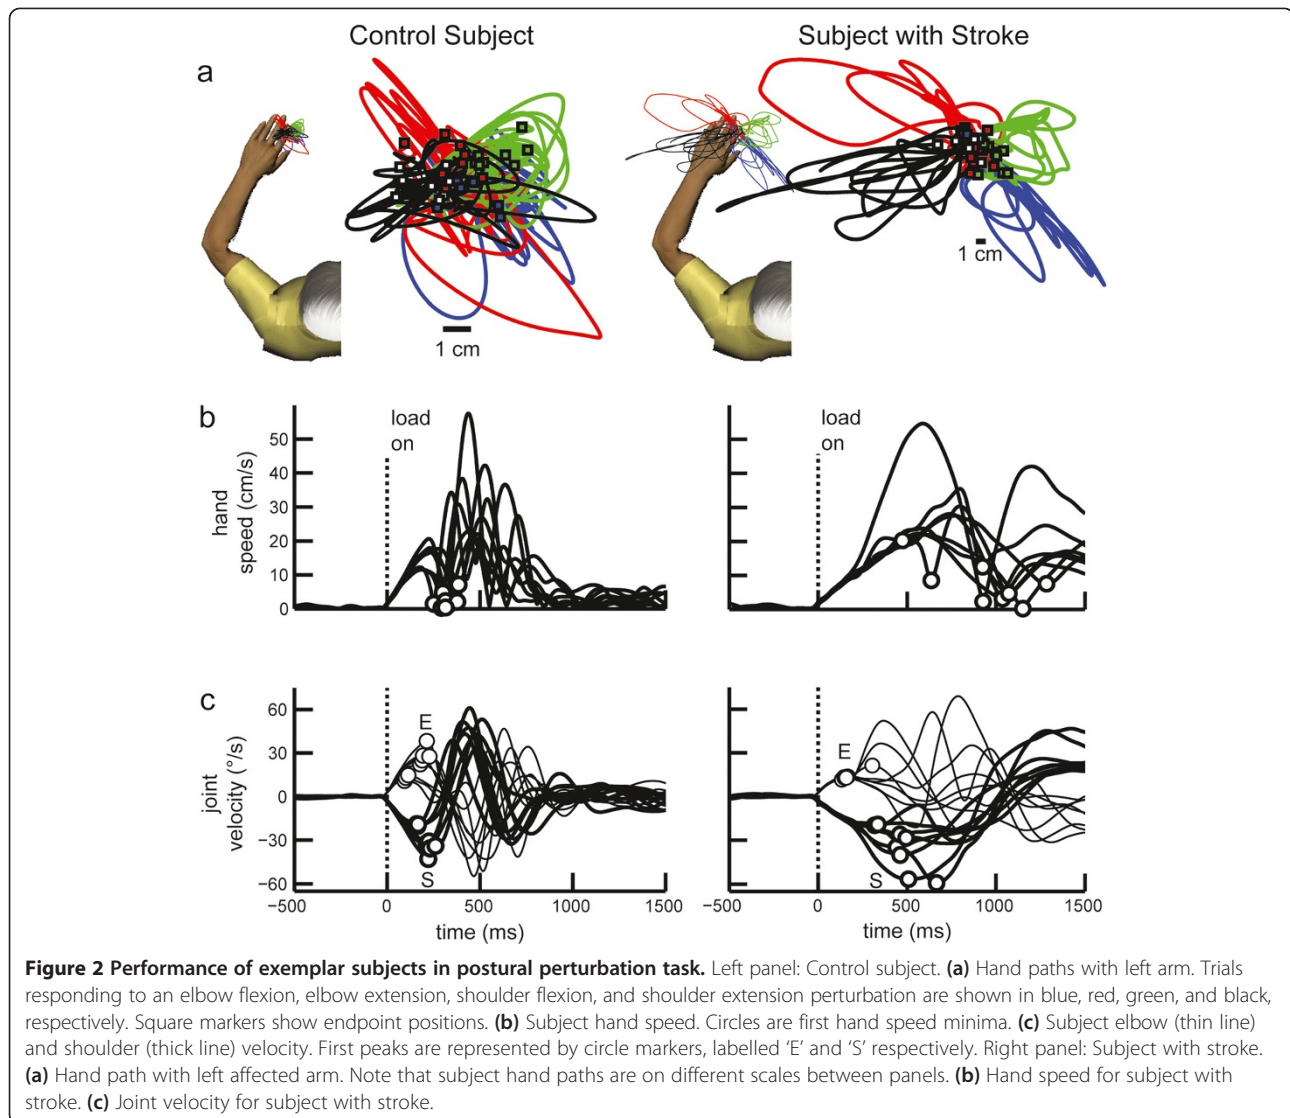 Control Subject
Subject with Stroke
a
1 cm
1 cm
b
load
on
load
on
50
40
30
20
10
0
hand
speed (cm/s)
c
60
30
0
−30
−60
joint
velocity (°/s)
E
S
E
S
−500 0 500 1000 1500
−500 0 500 1000 1500
time (ms)
time (ms)
Figure 2 Performance of exemplar subjects in postural perturbation task. Left panel: Control subject. (a) Hand paths with left arm. Trials
responding to an elbow flexion, elbow extension, shoulder flexion, and shoulder extension perturbation are shown in blue, red, green, and black,
respectively. Square markers show endpoint positions. (b) Subject hand speed. Circles are first hand speed minima. (c) Subject elbow (thin line)
and shoulder (thick line) velocity. First peaks are represented by circle markers, labelled ‘E’ and ‘S’ respectively. Right panel: Subject with stroke.
(a) Hand path with left affected arm. Note that subject hand paths are on different scales between panels. (b) Hand speed for subject with
stroke. (c) Joint velocity for subject with stroke.